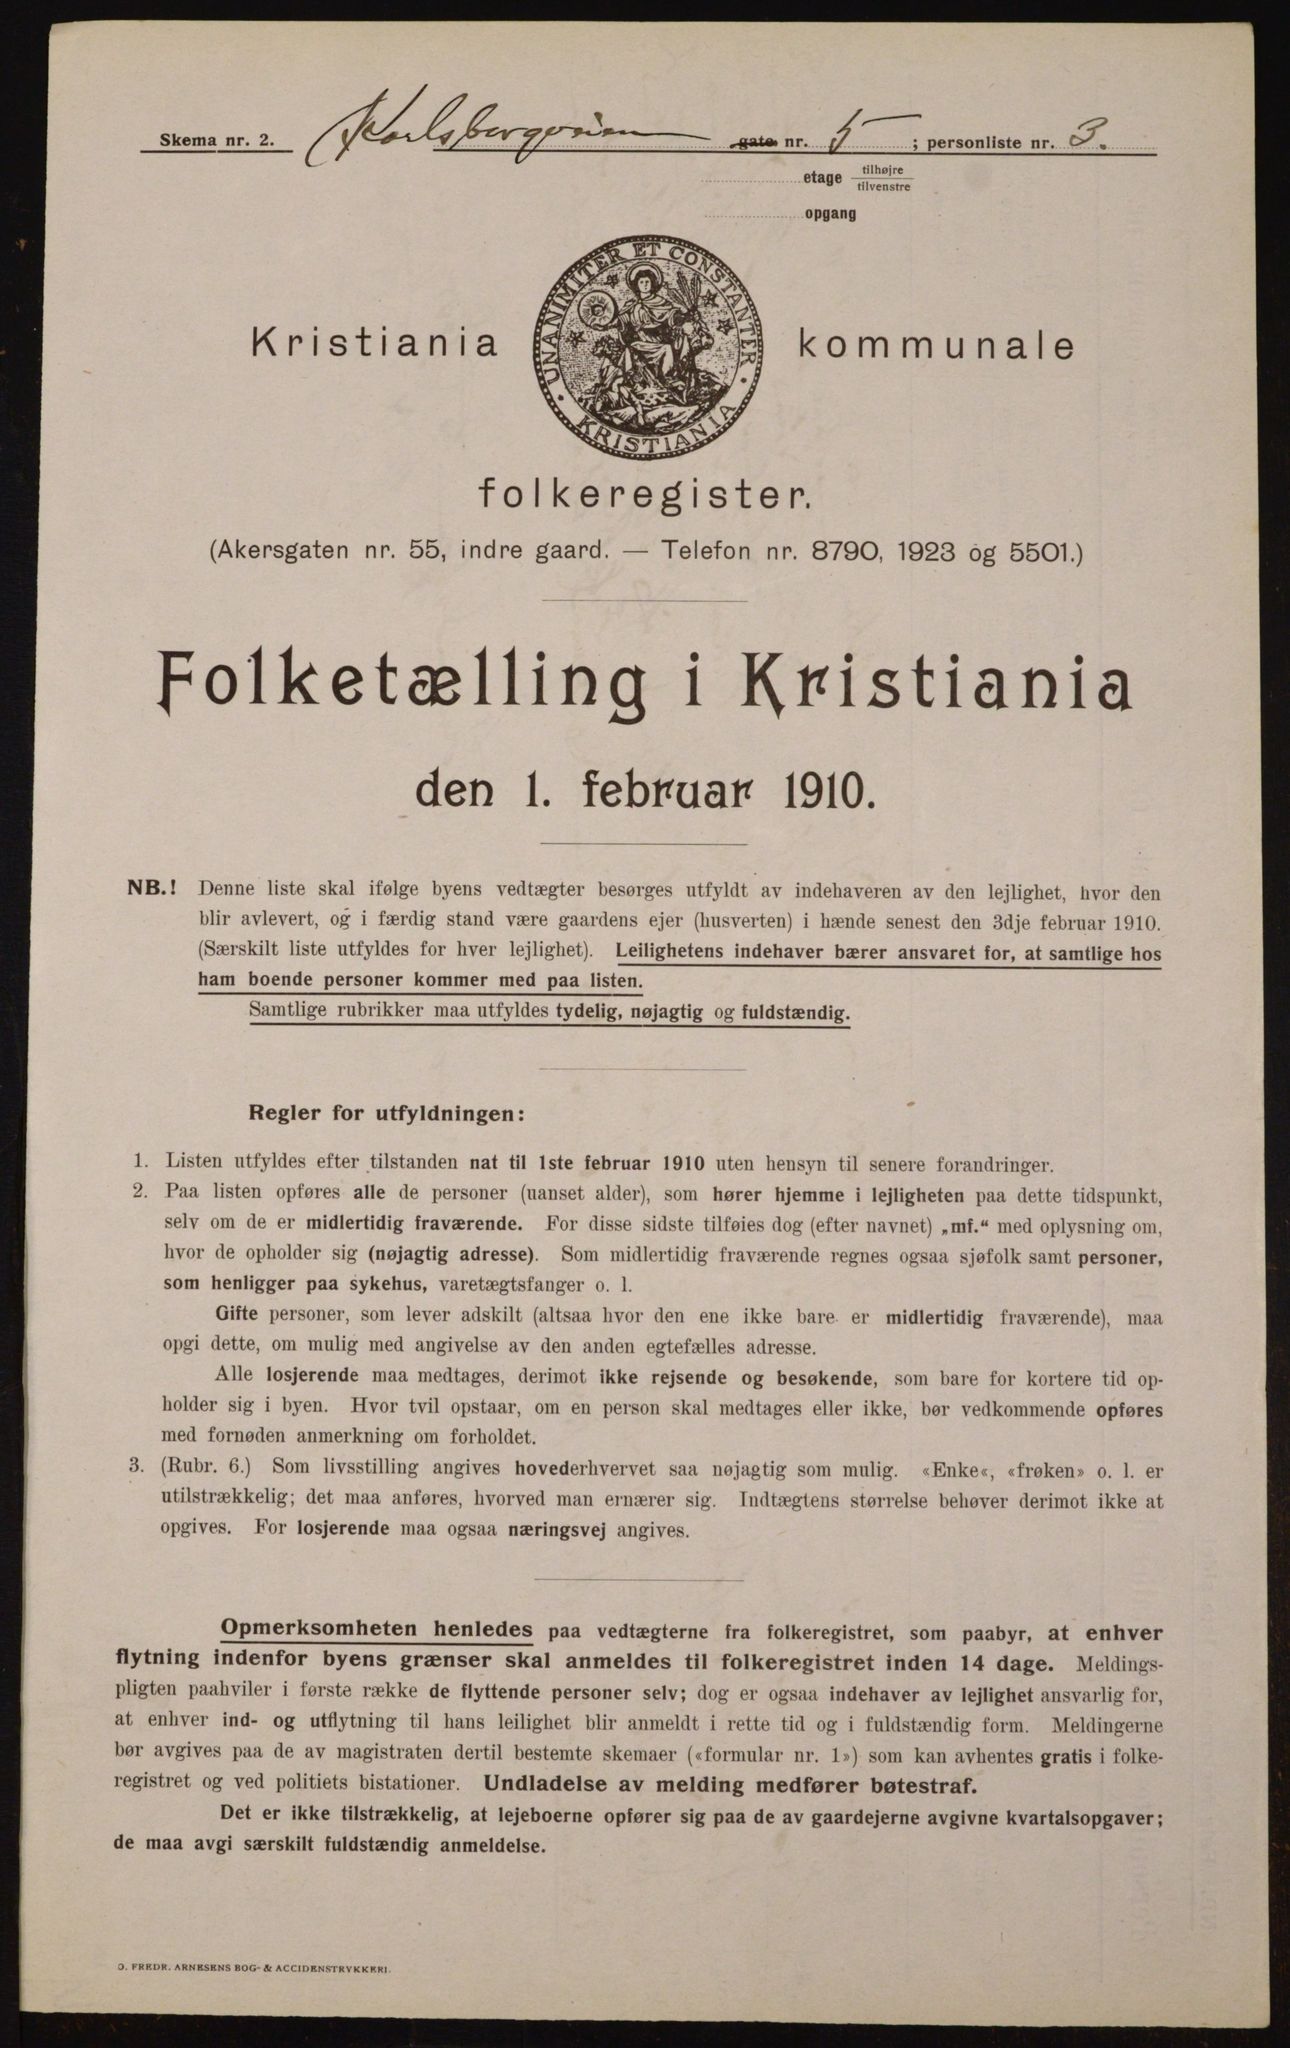 Skema nr. 2. Karlsborgveien gate nr. 5 ; personliste nr. 3.
etage tilhøjre
tilvenstre
opgang
UNANIMITER ET CONSTANTER
KRISTIANIA
Kristiania kommunale
folkeregister.
(Akersgaten nr. 55, indre gaard. — Telefon nr. 8790, 1923 og 5501.)
Folketælling i Kristiania
den 1. februar 1910.
NB.! Denne liste skal ifølge byens vedtægter besørges utfyldt av indehaveren av den lejlighet, hvor den
blir avlevert, og i færdig stand være gaardens ejer (husverten) i hænde senest den 3dje februar 1910.
(Særskilt liste utfyldes for hver lejlighet). Leilighetens indehaver bærer ansvaret for, at samtlige hos
ham boende personer kommer med paa listen.
Samtlige rubrikker maa utfyldes tydelig, nøjagtig og fuldstændig.
Regler for utfyldningen:
1. Listen utfyldes efter tilstanden nat til 1ste februar 1910 uten hensyn til senere forandringer.
2. Paa listen opføres alle de personer (uanset alder), som hører hjemme i lejligheten paa dette tidspunkt,
selv om de er midlertidig fraværende. For disse sidste tilføies dog (efter navnet) „mf.“ med oplysning om,
hvor de opholder sig (nøjagtig adresse). Som midlertidig fraværende regnes ogsaa sjøfolk samt personer,
som henligger paa sykehus, varetægtsfanger o. l.
Gifte personer, som lever adskilt (altsaa hvor den ene ikke bare er midlertidig fraværende), maa
opgi dette, om mulig med angivelse av den anden egtefælles adresse.
Alle losjerende maa medtages, derimot ikke rejsende og besøkende, som bare for kortere tid op-
holder sig i byen. Hvor tvil opstaar, om en person skal medtages eller ikke, bør vedkommende opføres
med fornøden anmerkning om forholdet.
3. (Rubr. 6.) Som livsstilling angives hovederhvervet saa nøjagtig som mulig. «Enke«, «frøken» o. l. er
utilstrækkelig; det maa anføres, hvorved man ernærer sig. Indtægtens størrelse behøver derimot ikke at
opgives. For losjerende maa ogsaa næringsvej angives.
Opmerksomheten henledes paa vedtægterne fra folkeregistret, som paabyr, at enhver
flytning indenfor byens grænser skal anmeldes til folkeregistret inden 14 dage. Meldings-
pligten paahviler i første række de flyttende personer selv; dog er ogsaa indehaver av lejlighet ansvarlig for,
at enhver ind- og utflytning til hans leilighet blir anmeldt i rette tid og i fuldstændig form. Meldingerne
bør avgives paa de av magistraten dertil bestemte skemaer («formular nr. 1») som kan avhentes gratis i folke-
registret og ved politiets bistationer. Undladelse av melding medfører bøtestraf.
Det er ikke tilstrækkelig, at lejeboerne opfører sig paa de av gaardejerne avgivne kvartalsopgaver;
de maa avgi særskilt fuldstændig anmeldelse.
O. FREDR. ARNESENS BOG- & ACCIDENSTRYKKERI.